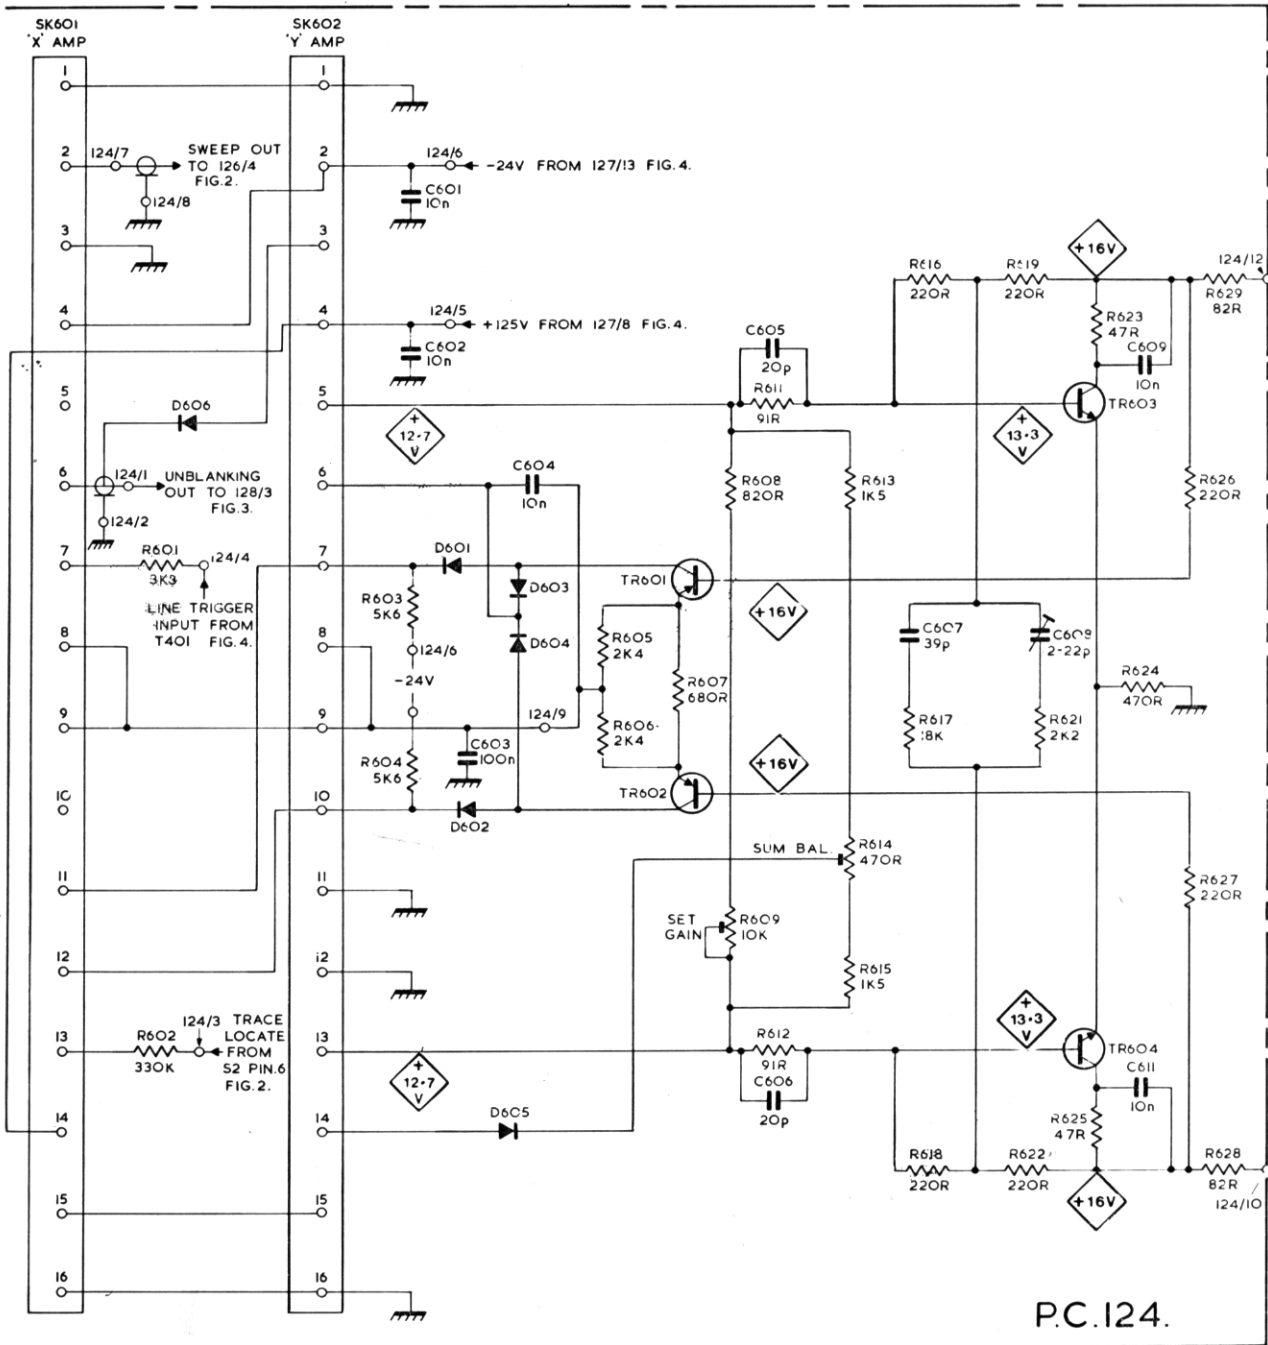 SK601
'X' AMP
SK602
'Y' AMP
1
1
2
124/7
SWEEP OUT
TO 126/4
FIG.2.
124/8
2
124/6
-24V FROM 127/13 FIG.4.
C601
10n
3
3
4
4
124/5
+125V FROM 127/8 FIG.4.
C602
10n
5
5
D606
+
12·7
V
6
124/1
UNBLANKING
OUT TO 128/3
FIG.3.
124/2
6
C604
10n
7
R601
3K3
124/4
LINE TRIGGER
INPUT FROM
T401 FIG.4.
7
D601
R603
5K6
D603
D604
124/6
-24V
TR601
R605
2K4
R607
680R
R606
2K4
8
8
9
9
124/9
C603
100n
R604
5K6
10
10
D602
TR602
+16V
+16V
11
11
12
12
13
R602
330K
124/3
TRACE
LOCATE
FROM
S2 PIN.6
FIG.2.
13
+
12·7
V
14
14
D605
15
15
16
16
C605
20p
R611
91R
R608
820R
R613
1K5
SUM BAL.
R614
470R
SET
GAIN
R609
10K
R615
1K5
R612
91R
C606
20p
R616
220R
R619
220R
+16V
124/12
R629
82R
R623
47R
C609
10n
TR603
+
13·3
V
R626
220R
C607
39p
C608
2-22p
R617
18K
R621
2K2
R624
470R
R627
220R
+
13·3
V
TR604
C611
10n
R625
47R
R618
220R
R622
220R
+16V
R628
82R
124/10
P.C.124.